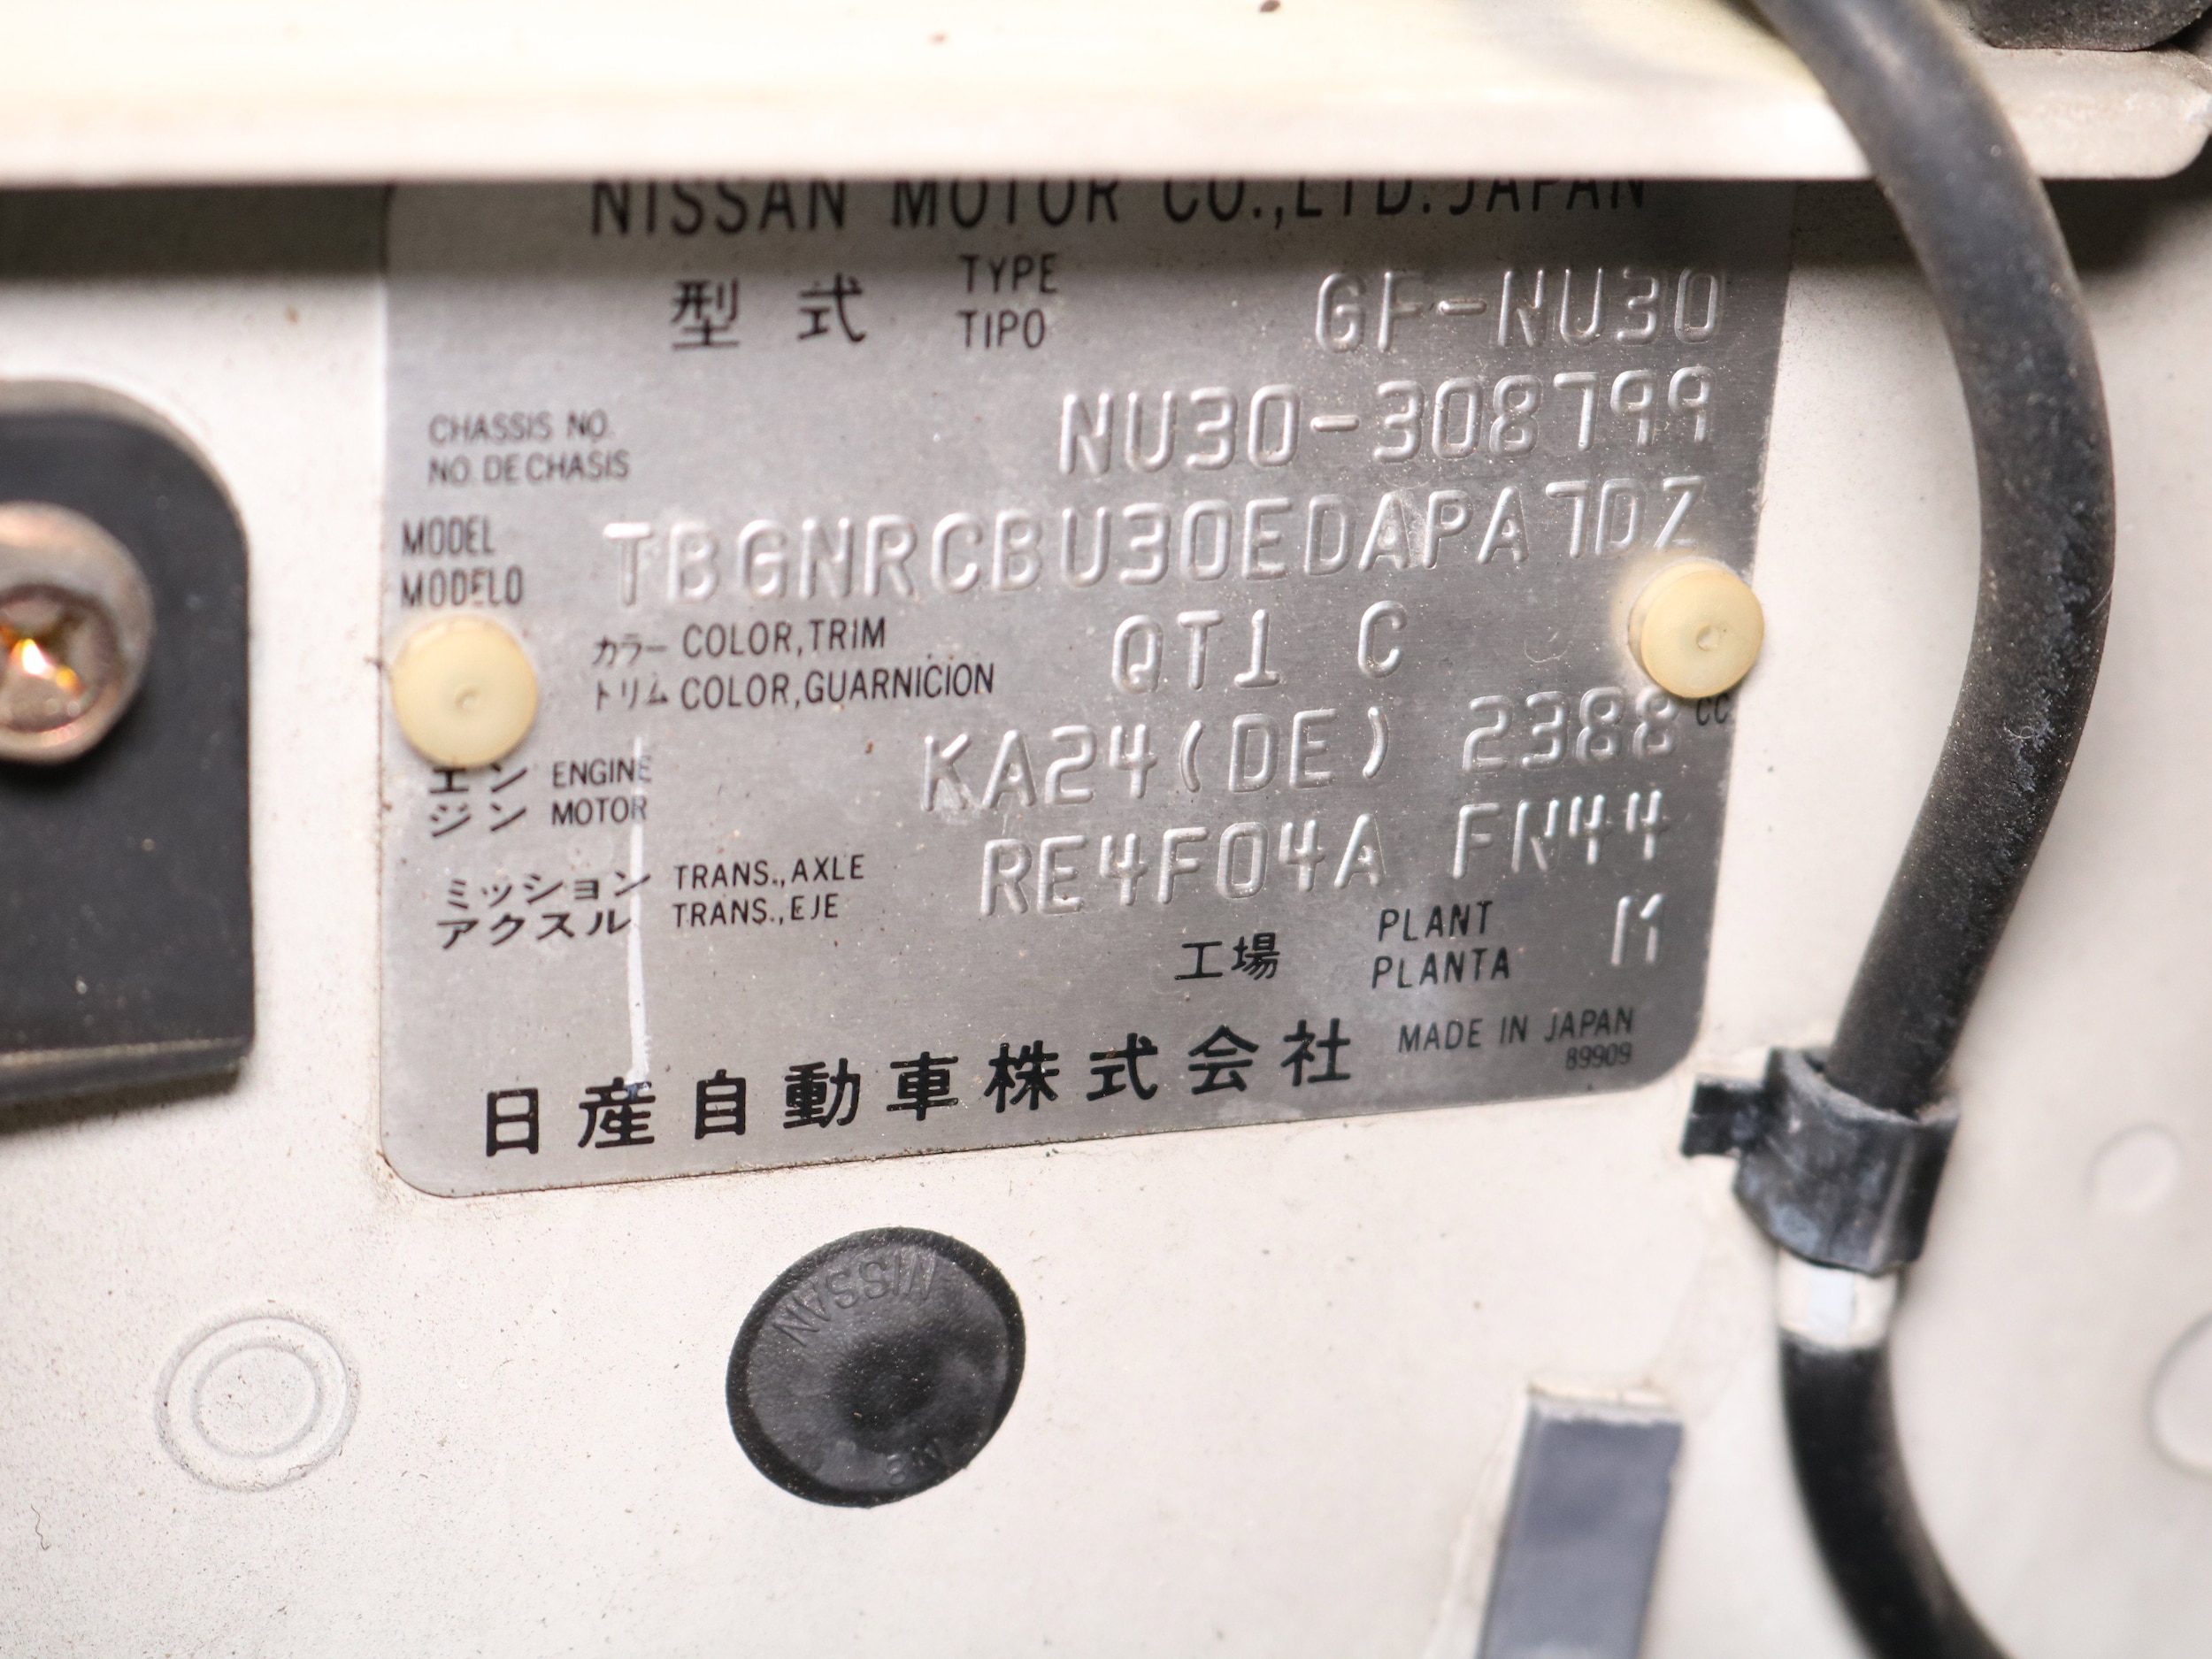 NISSAN MOTOR CO.,LTD.JAPAN
型式 TYPE TIPO GF-NU30
CHASSIS NO.
NO. DE CHASIS
NU30-308799
MODEL
MODELO
TBGNRCBU30EDAPA7DZ
カラー COLOR,TRIM
トリム COLOR,GUARNICION
QT1 C
エンジン ENGINE MOTOR
KA24(DE) 2388 CC
ミッション TRANS.,AXLE
アクスル TRANS.,EJE
RE4F04A FN44
工場 PLANT PLANTA M
日産自動車株式会社
MADE IN JAPAN
89909
NISSAN